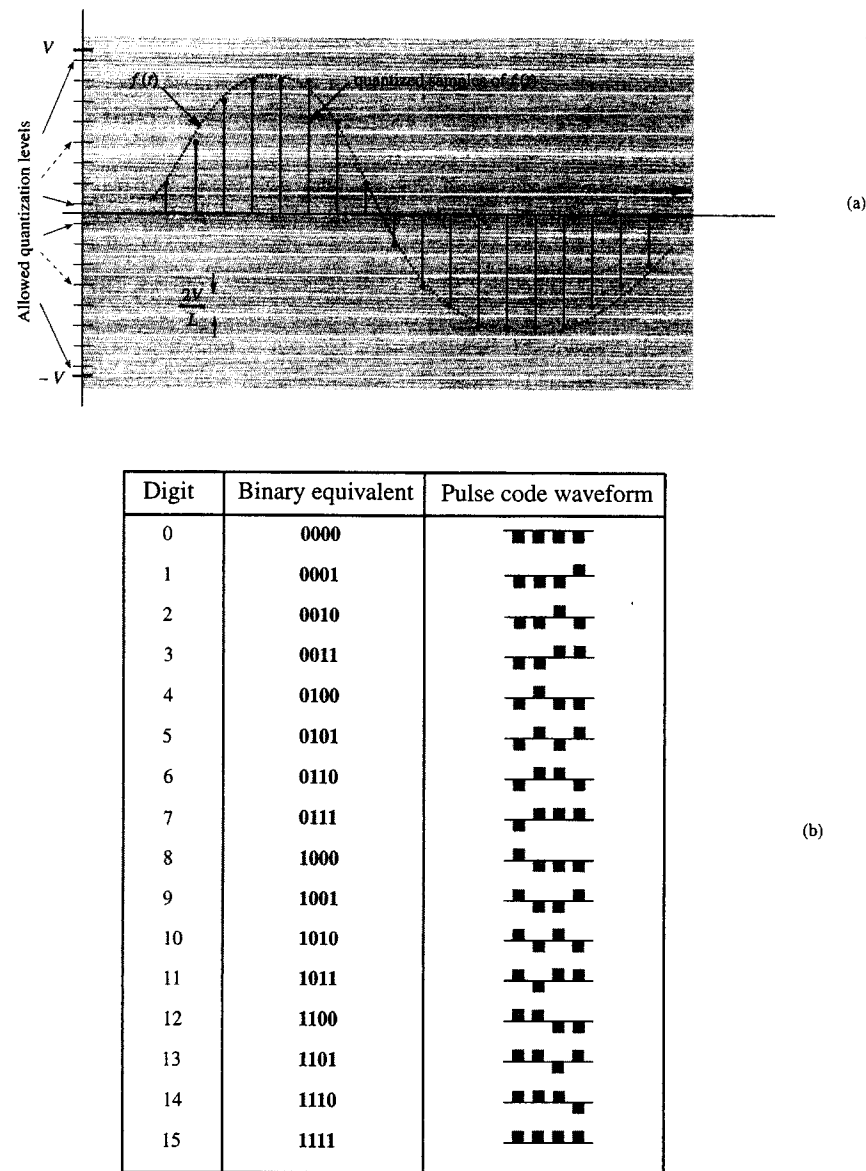 V
f(t)
quantized samples of f(t)
Allowed quantization levels
(a)
2V
L
– V
Digit Binary equivalent Pulse code waveform
0 0000
1 0001
2 0010
3 0011
4 0100
5 0101
6 0110
7 0111
(b)
8 1000
9 1001
10 1010
11 1011
12 1100
13 1101
14 1110
15 1111